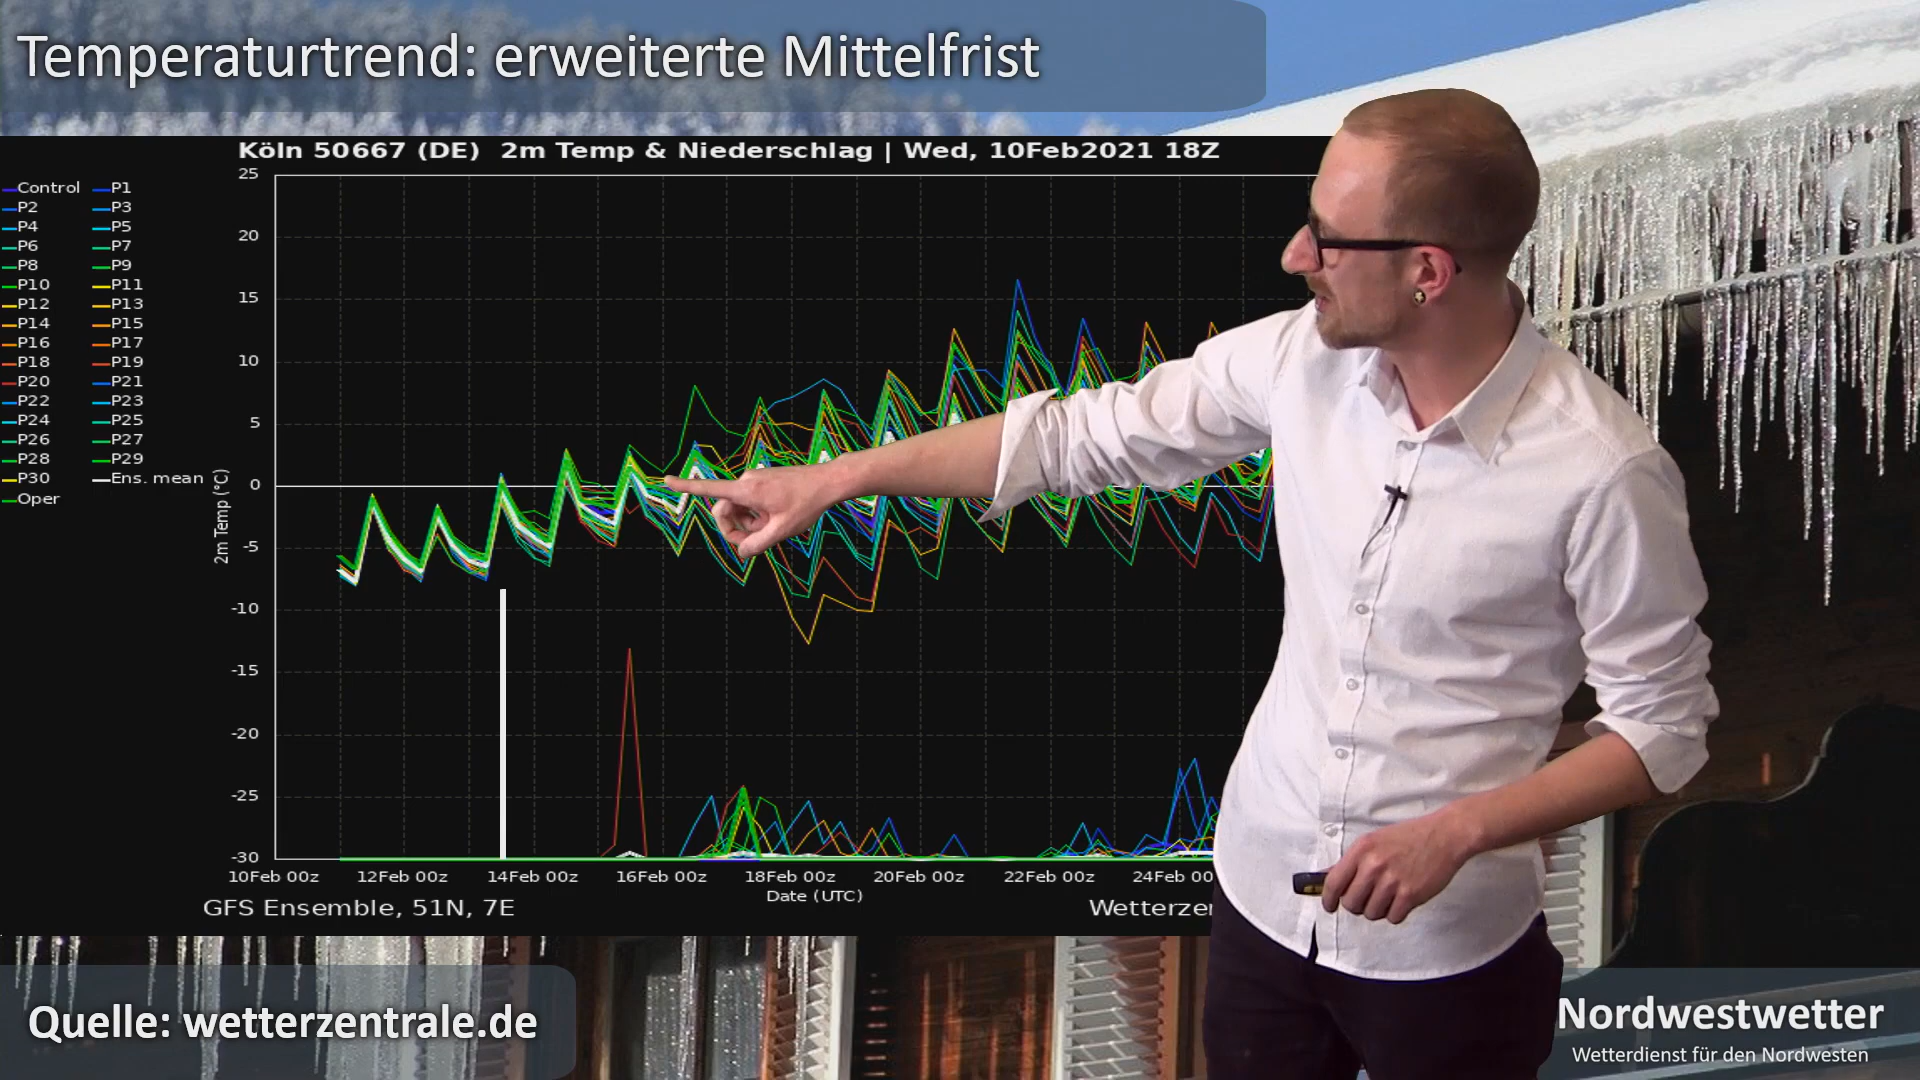 Temperaturtrend: erweiterte Mittelfrist
Köln 50667 (DE) 2m Temp & Niederschlag | Wed, 10Feb2021 18Z
Control P1
P2 P3
P4 P5
P6 P7
P8 P9
P10 P11
P12 P13
P14 P15
P16 P17
P18 P19
P20 P21
P22 P23
P24 P25
P26 P27
P28 P29
P30 Ens. mean
Oper
2m Temp (°C)
25
20
15
10
5
0
-5
-10
-15
-20
-25
-30
10Feb 00z 12Feb 00z 14Feb 00z 16Feb 00z 18Feb 00z 20Feb 00z 22Feb 00z 24Feb 00
Date (UTC)
GFS Ensemble, 51N, 7E Wetterze
Quelle: wetterzentrale.de
Nordwestwetter
Wetterdienst für den Nordwesten